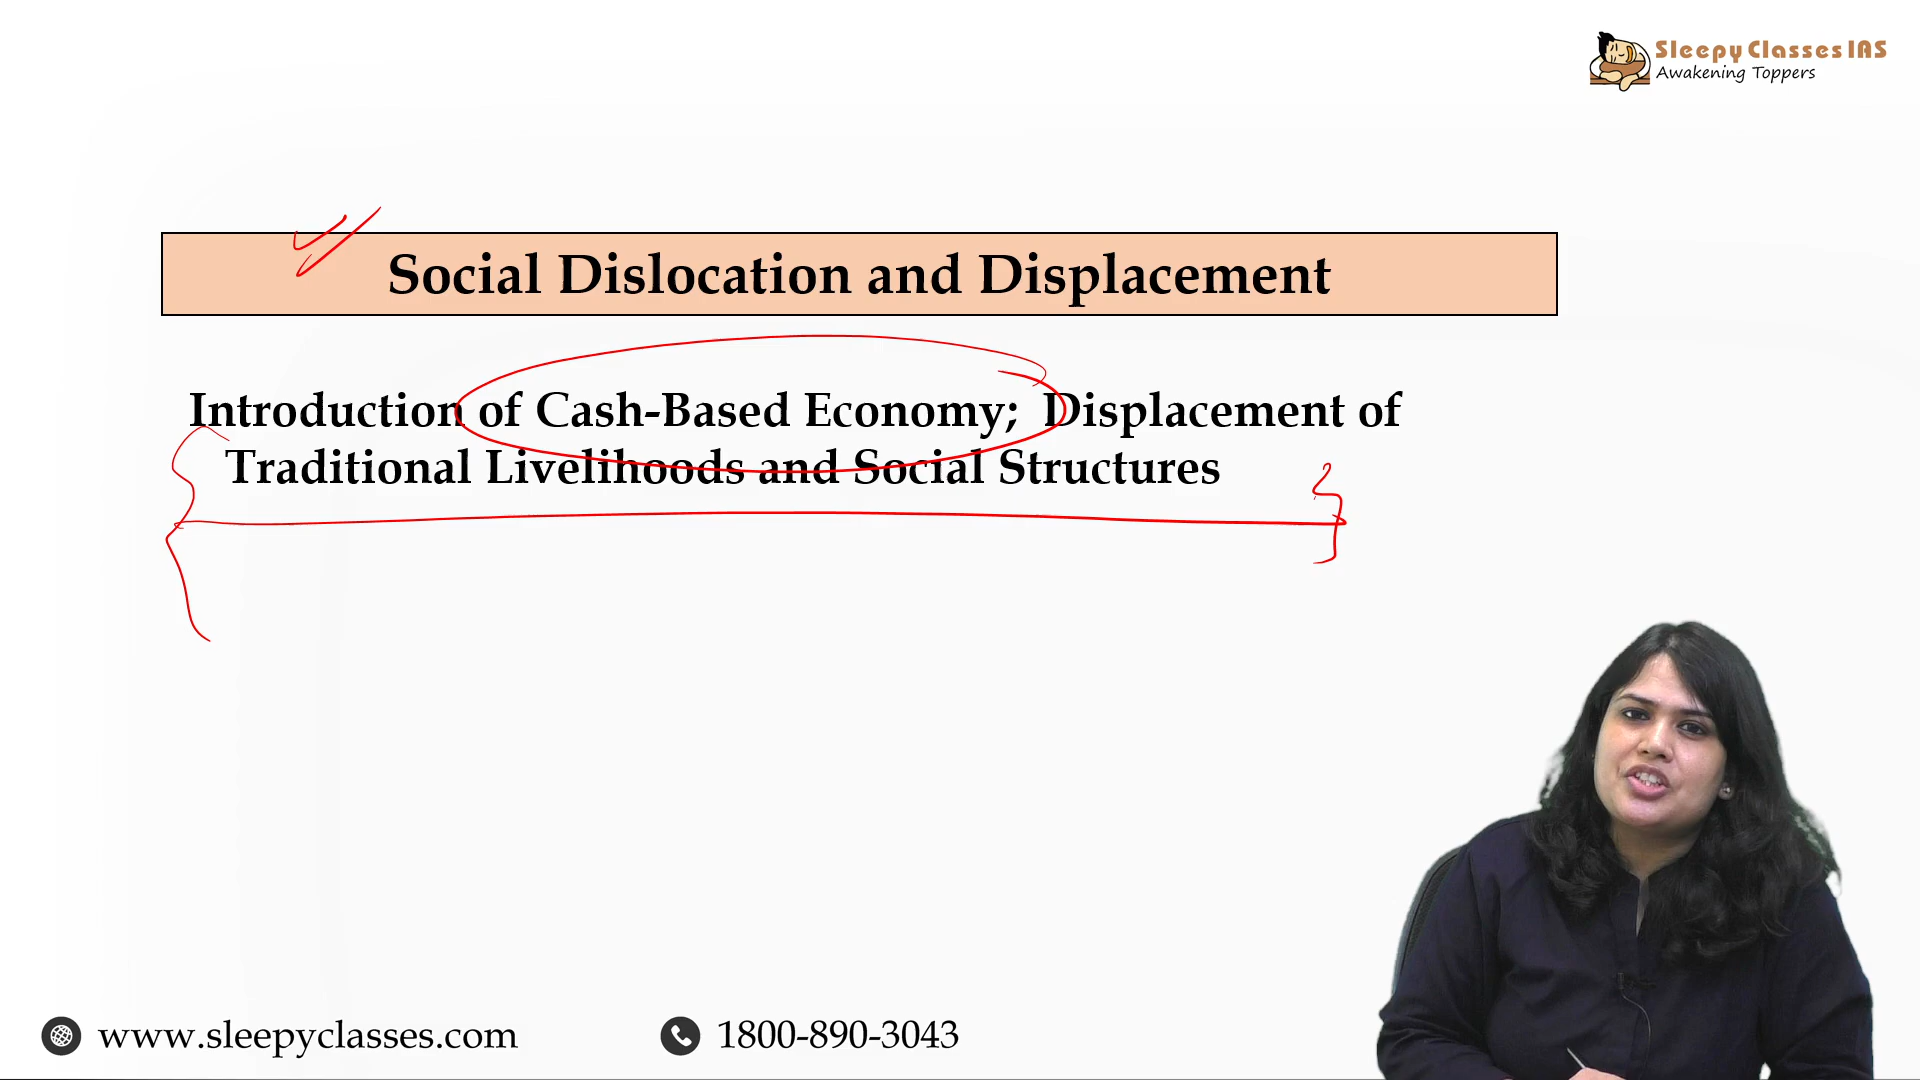 Sleepy Classes IAS
Awakening Toppers
Social Dislocation and Displacement
Introduction of Cash-Based Economy; Displacement of
Traditional Livelihoods and Social Structures
www.sleepyclasses.com
1800-890-3043